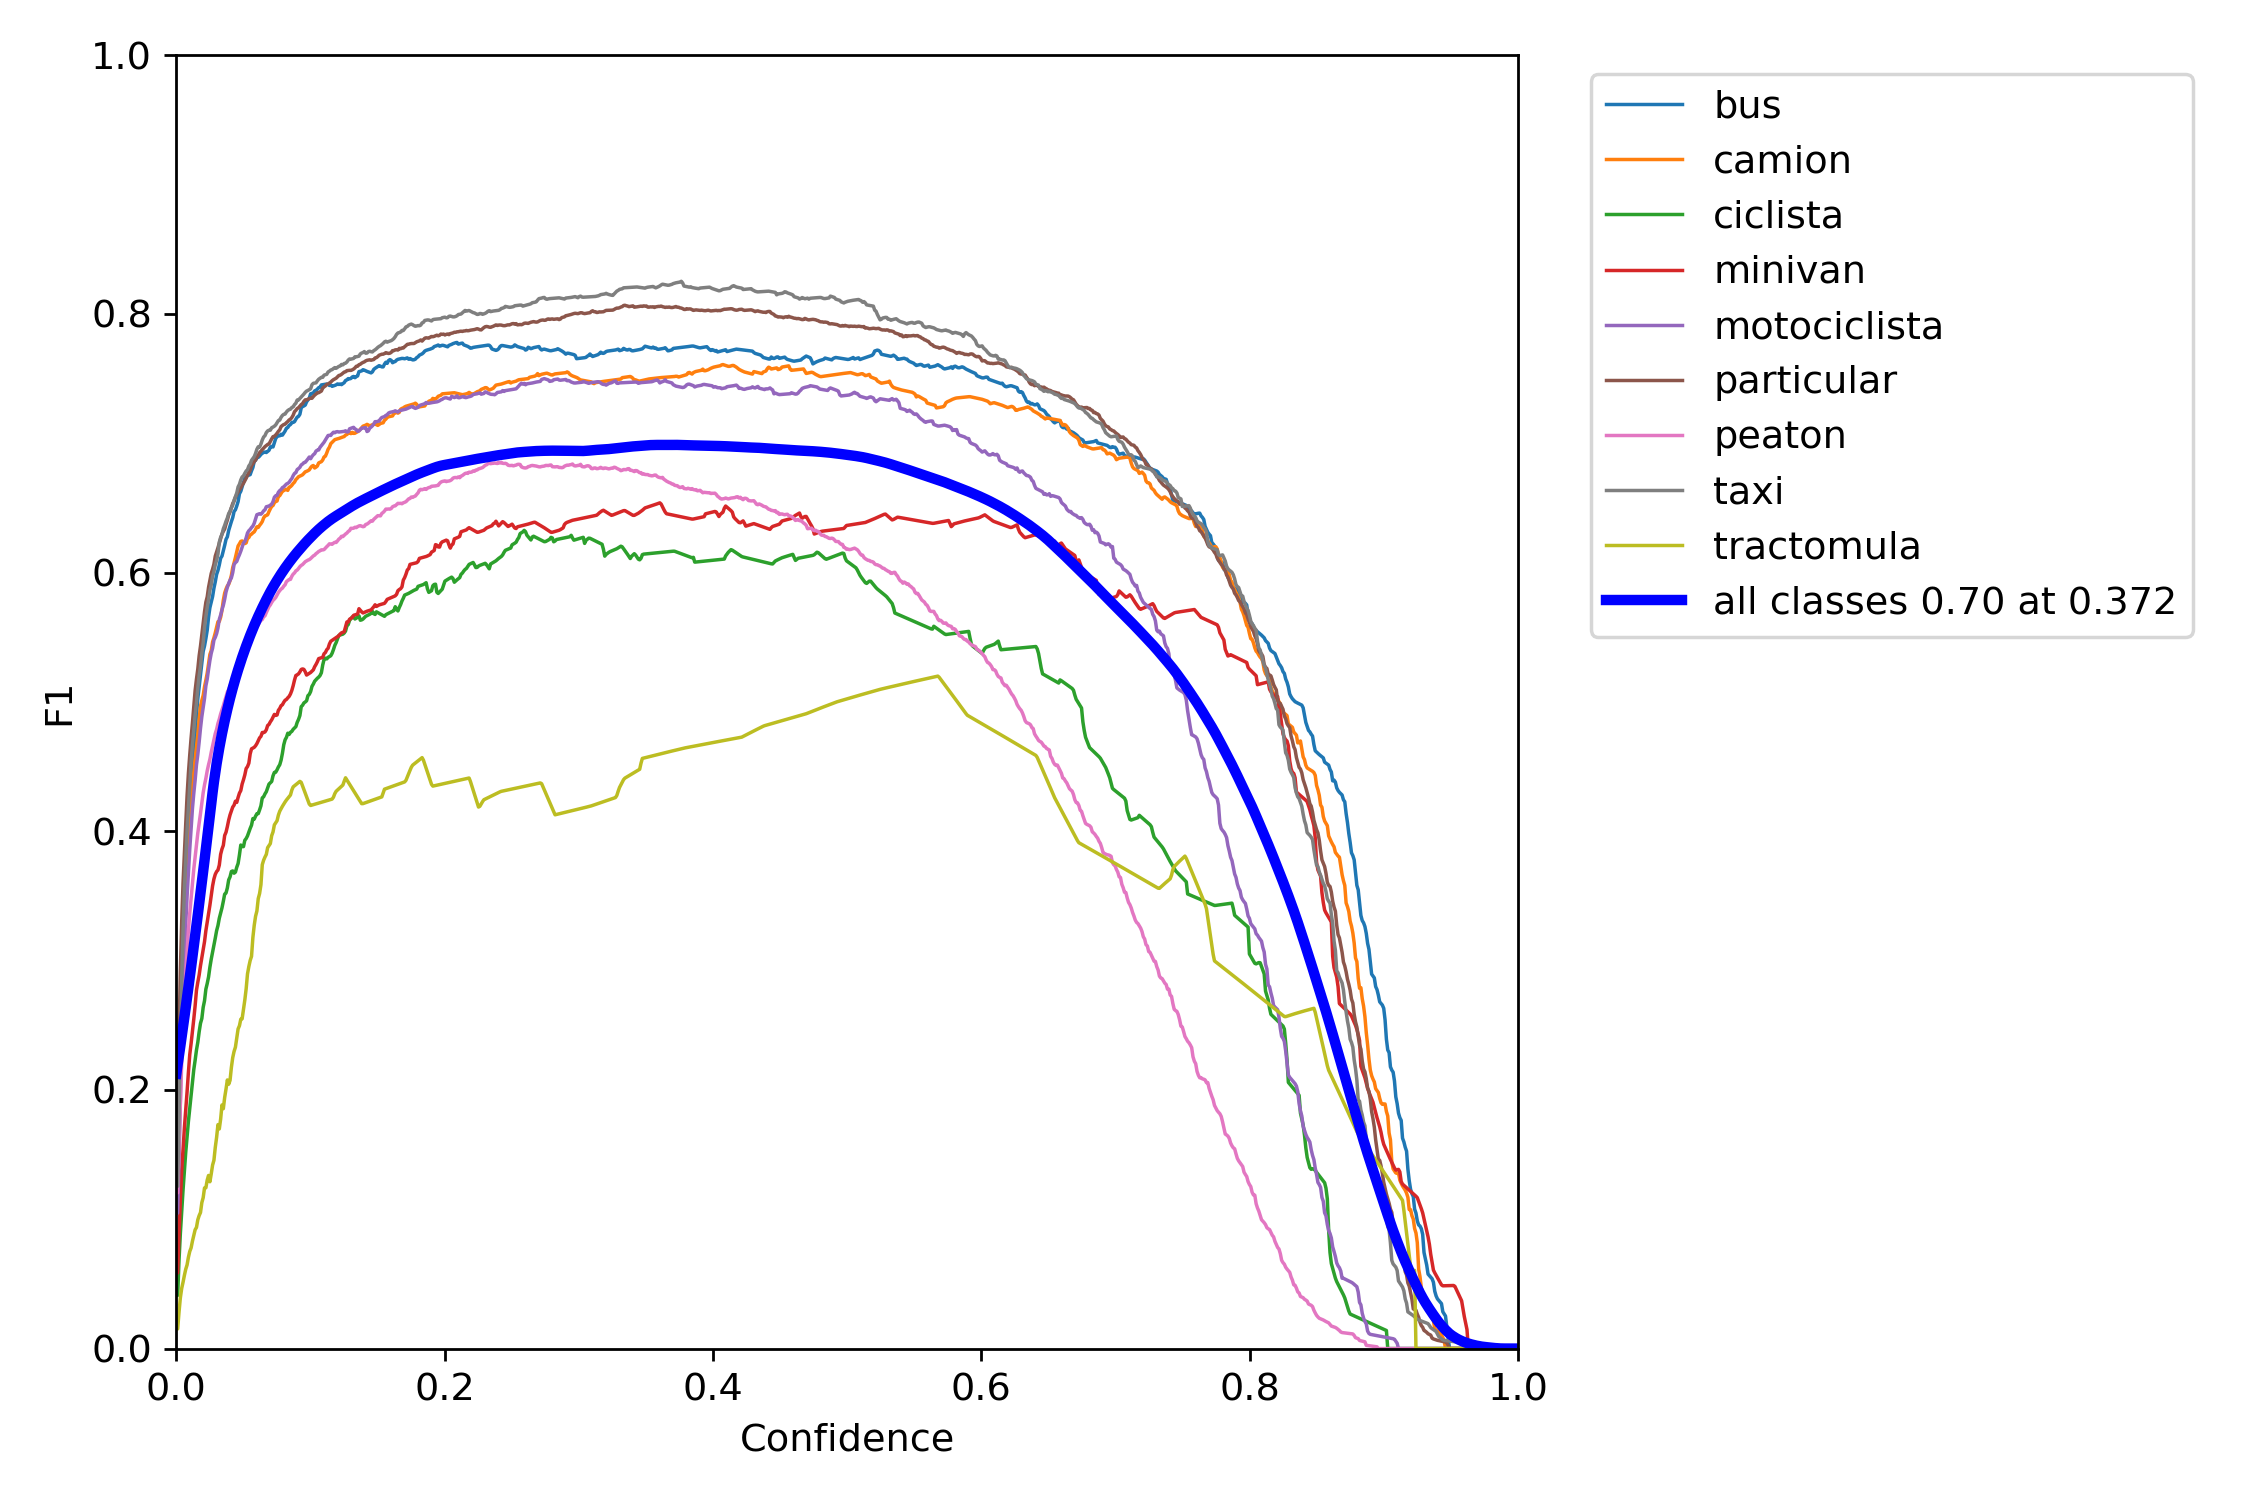 1.0
0.8
0.6
0.4
0.2
0.0
F1
0.0 0.2 0.4 0.6 0.8 1.0
Confidence
bus
camion
ciclista
minivan
motociclista
particular
peaton
taxi
tractomula
all classes 0.70 at 0.372